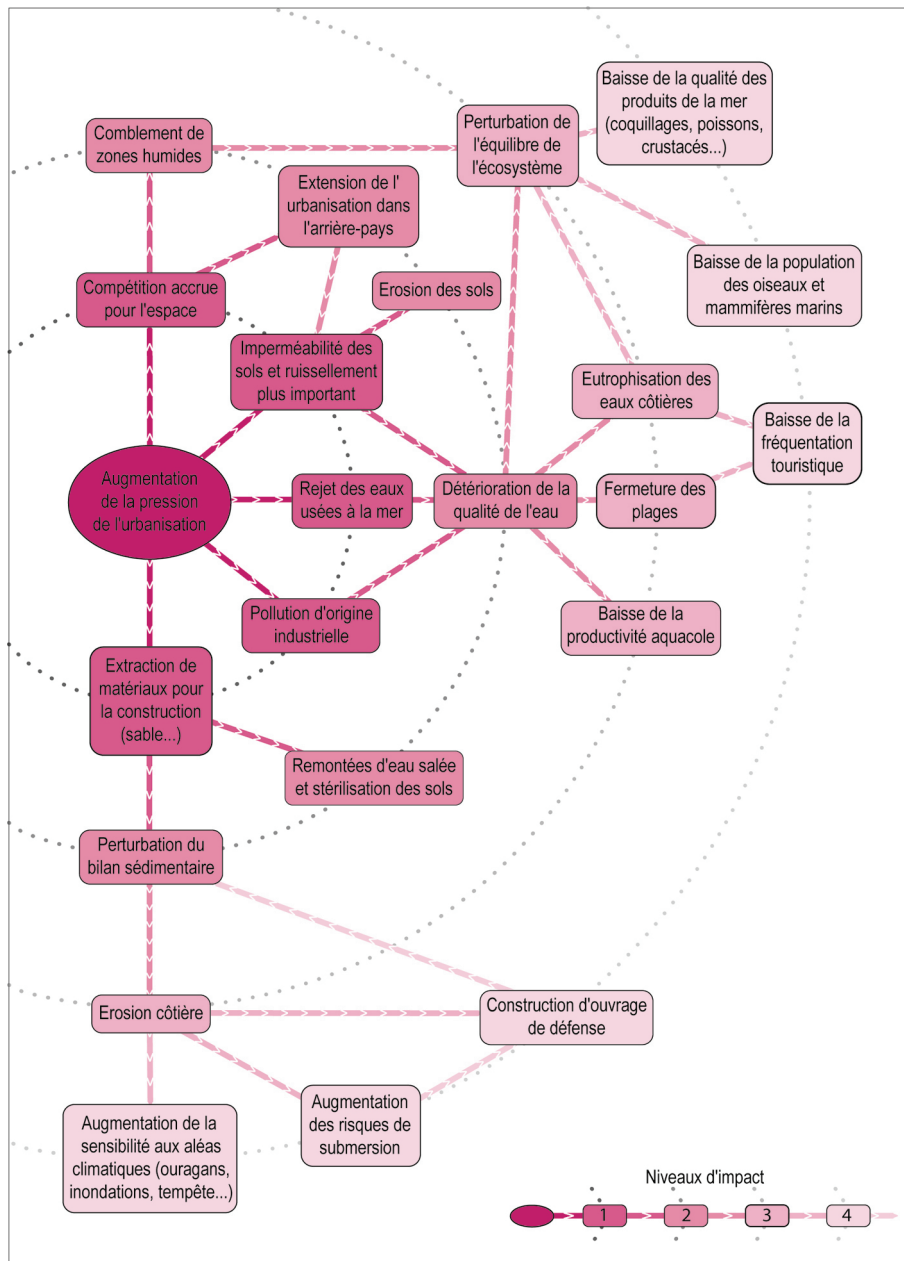 Baisse de la qualité des
produits de la mer
(coquillages, poissons,
crustacés...)
Comblement de
zones humides
Perturbation de
l'équilibre de
l'écosystème
Extension de l'
urbanisation dans
l'arrière-pays
Baisse de la population
des oiseaux et
mammifères marins
Compétition accrue
pour l'espace
Erosion des sols
Imperméabilité des
sols et ruissellement
plus important
Eutrophisation des
eaux côtières
Baisse de la
fréquentation
touristique
Augmentation
de la pression
de l'urbanisation
Rejet des eaux
usées à la mer
Détérioration de la
qualité de l'eau
Fermeture des
plages
Pollution d'origine
industrielle
Baisse de la
productivité aquacole
Extraction de
matériaux pour
la construction
(sable...)
Remontées d'eau salée
et stérilisation des sols
Perturbation du
bilan sédimentaire
Erosion côtière
Construction d'ouvrage
de défense
Augmentation de la
sensibilité aux aléas
climatiques (ouragans,
inondations, tempête...)
Augmentation
des risques de
submersion
Niveaux d'impact
1 2 3 4